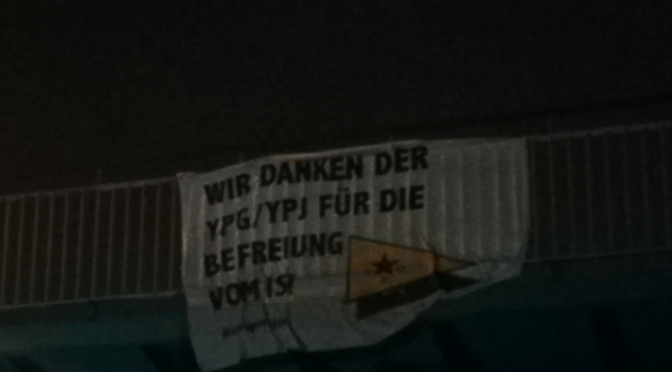 WIR DANKEN DER
YPG/YPJ FÜR DIE
BEFREIUNG
VOM IS!